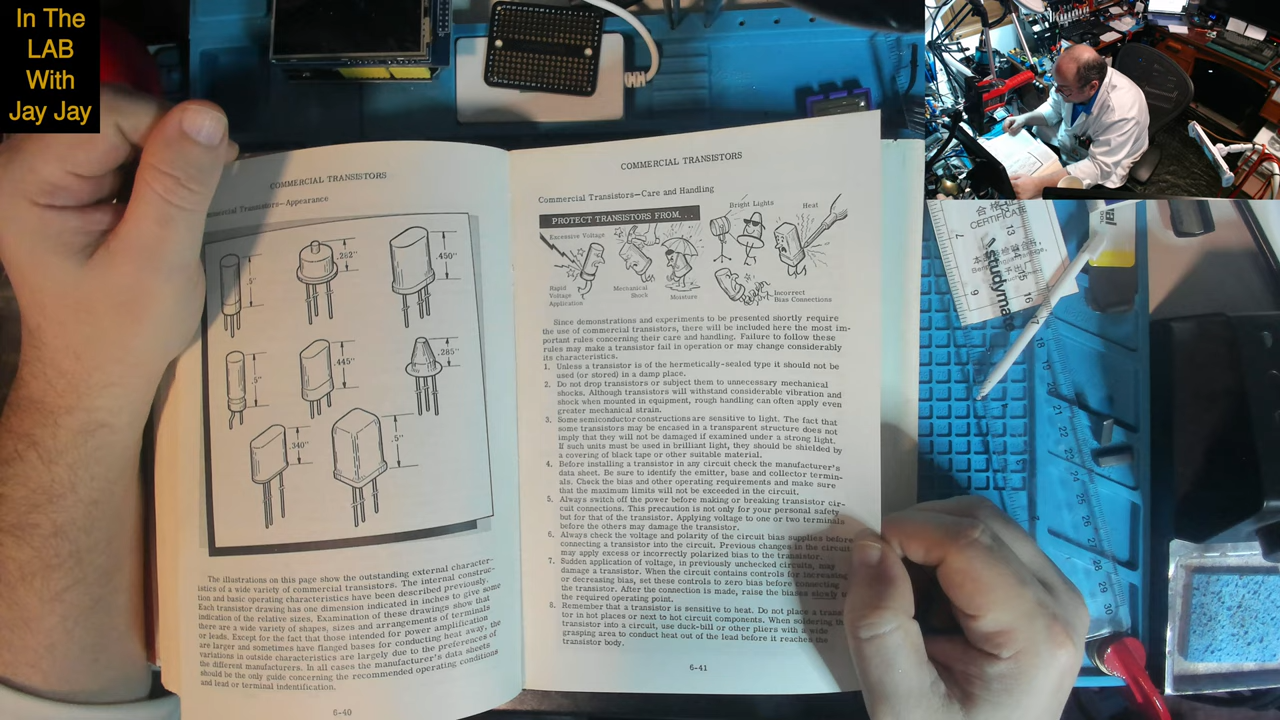 In The
LAB
With
Jay Jay
COMMERCIAL TRANSISTORS
Transistors—Appearance
.5"
.282"
.450"
.5"
.445"
.285"
.340"
.5"
The illustrations on this page show the outstanding external character-
istics of a wide variety of commercial transistors. The internal construc-
tion and basic operating characteristics have been described previously.
Each transistor drawing has one dimension indicated in inches to give some
indication of the relative sizes. Examination of these drawings show that
there are a wide variety of shapes, sizes and arrangements of terminals
or leads. Except for the fact that those intended for power amplification
are larger and sometimes have flanged bases for conducting heat away, the
variations in outside characteristics are largely due to the preferences of
the different manufacturers. In all cases the manufacturer's data sheets
should be the only guide concerning the recommended operating conditions
and lead or terminal indentification.
6-40
COMMERCIAL TRANSISTORS
Commercial Transistors—Care and Handling
PROTECT TRANSISTORS FROM. . .
Bright Lights
Heat
Excessive Voltage
Rapid
Voltage
Application
Mechanical
Shock
Moisture
Incorrect
Bias Connections
Since demonstrations and experiments to be presented shortly require
the use of commercial transistors, there will be included here the most im-
portant rules concerning their care and handling. Failure to follow these
rules may make a transistor fail in operation or may change considerably
its characteristics.
1. Unless a transistor is of the hermetically-sealed type it should not be
used (or stored) in a damp place.
2. Do not drop transistors or subject them to unnecessary mechanical
shocks. Although transistors will withstand considerable vibration and
shock when mounted in equipment, rough handling can often apply even
greater mechanical strain.
3. Some semiconductor constructions are sensitive to light. The fact that
some transistors may be encased in a transparent structure does not
imply that they will not be damaged if examined under a strong light.
If such units must be used in brilliant light, they should be shielded by
a covering of black tape or other suitable material.
4. Before installing a transistor in any circuit check the manufacturer's
data sheet. Be sure to identify the emitter, base and collector termin-
als. Check the bias and other operating requirements and make sure
that the maximum limits will not be exceeded in the circuit.
5. Always switch off the power before making or breaking transistor cir-
cuit connections. This precaution is not only for your personal safety
but for that of the transistor. Applying voltage to one or two terminals
before the others may damage the transistor.
6. Always check the voltage and polarity of the circuit bias supplies before
connecting a transistor into the circuit. Previous changes in the circuit
may apply excess or incorrectly polarized bias to the transistor.
7. Sudden application of voltage, in previously unchecked circuits, may
damage a transistor. When the circuit contains controls for increasing
or decreasing bias, set these controls to zero bias before connecting
the transistor. After the connection is made, raise the biases slowly to
the required operating point.
8. Remember that a transistor is sensitive to heat. Do not place a trans
tor in hot places or next to hot circuit components. When soldering
transistor into a circuit, use duck-bill or other pliers with a wide
grasping area to conduct heat out of the lead before it reaches the
transistor body.
6-41
CERTIFICATE
studymate
7
9
13
15
16
17
18
19
20
21
22
23
24
25
26
27
28
29
30